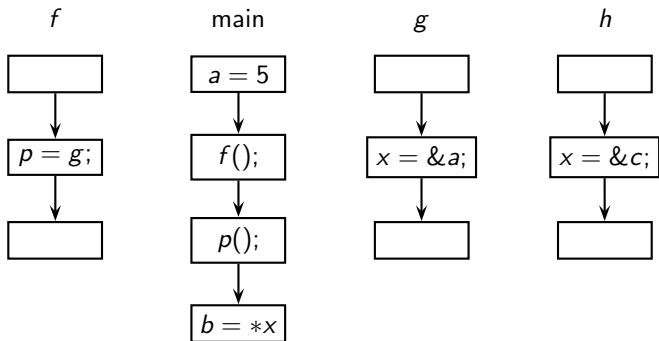 f main g h
a = 5
p = g; f(); x = &a; x = &c;
p();
b = *x